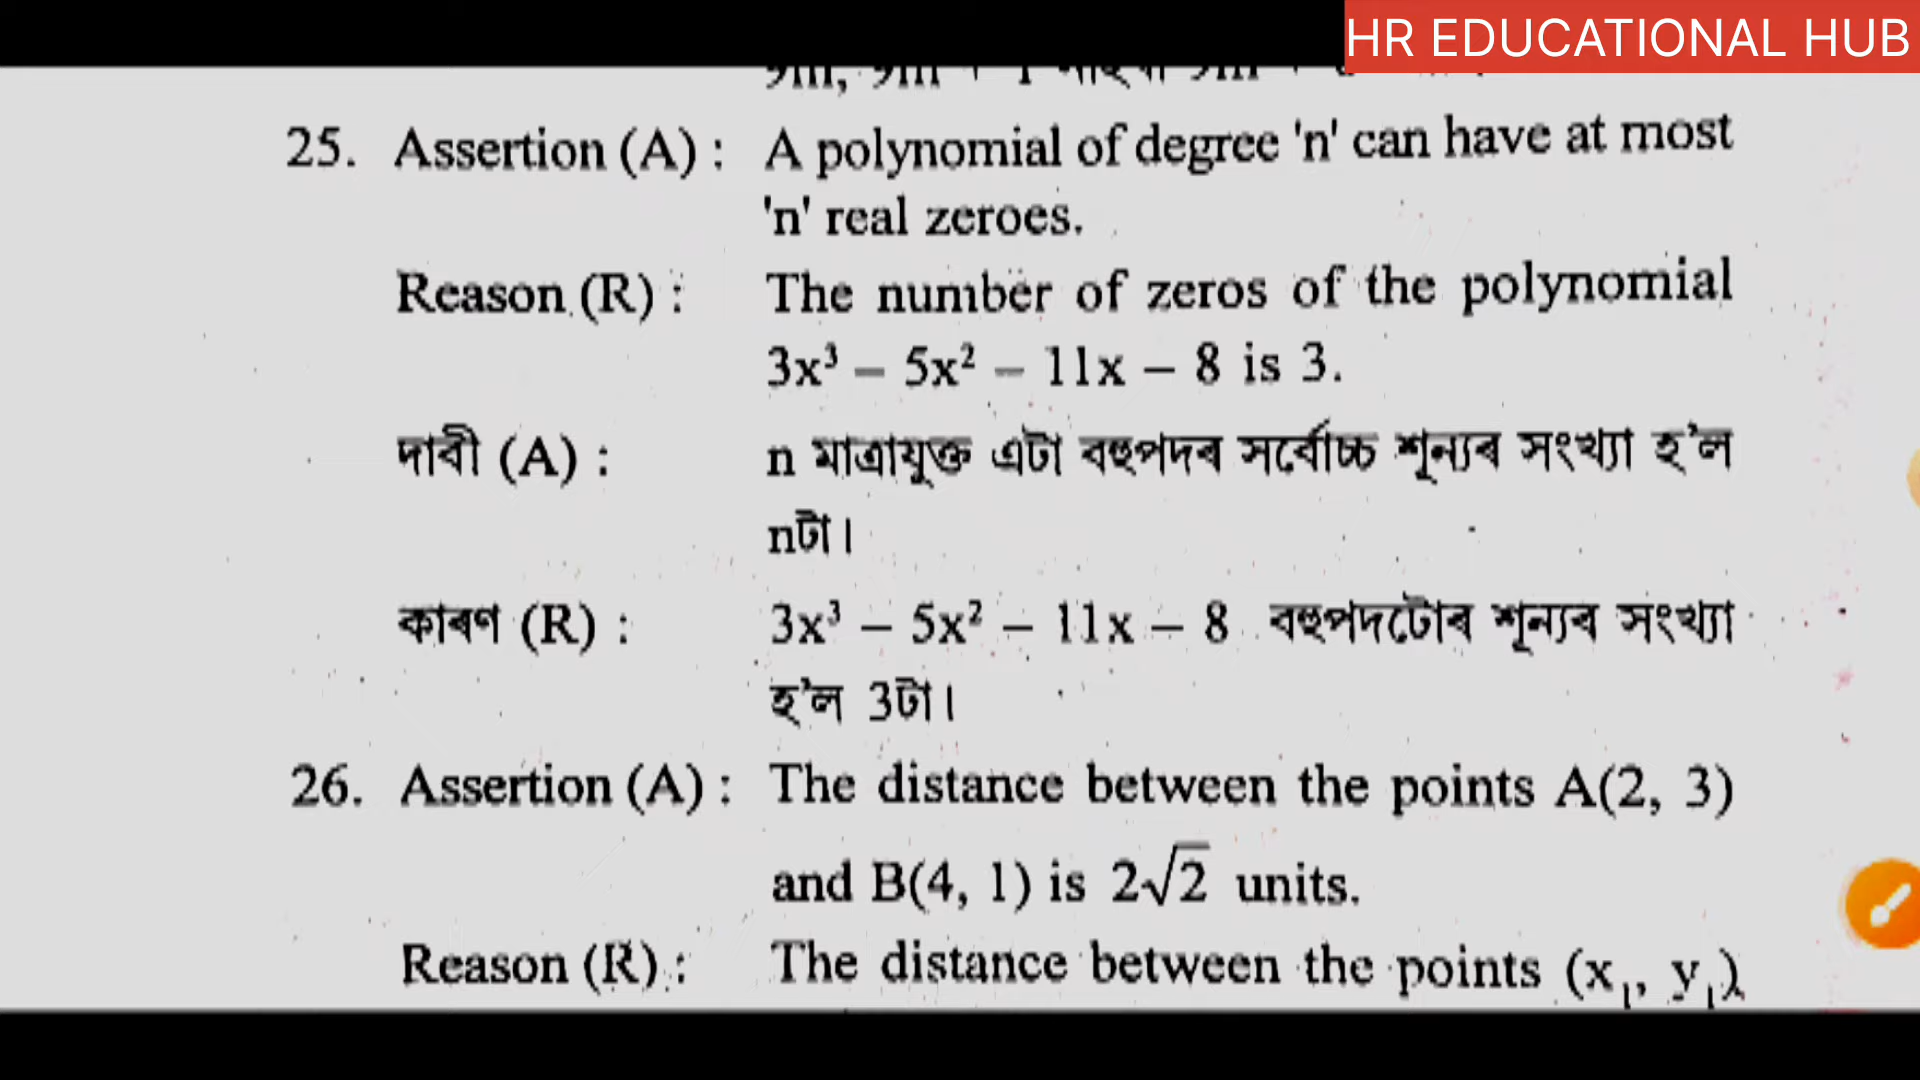 HR EDUCATIONAL HUB
25. Assertion (A) : A polynomial of degree 'n' can have at most
'n' real zeroes.
Reason (R) : The number of zeros of the polynomial
3x³ – 5x² – 11x – 8 is 3.
দাবী (A) : n মাত্ৰাযুক্ত এটা বহুপদৰ সৰ্বোচ্চ শূন্যৰ সংখ্যা হ'ল
nটা।
কাৰণ (R) : 3x³ – 5x² – 11x – 8 বহুপদটোৰ শূন্যৰ সংখ্যা
হ'ল 3টা।
26. Assertion (A) : The distance between the points A(2, 3)
and B(4, 1) is 2√2 units.
Reason (R) : The distance between the points (x₁, y₁)